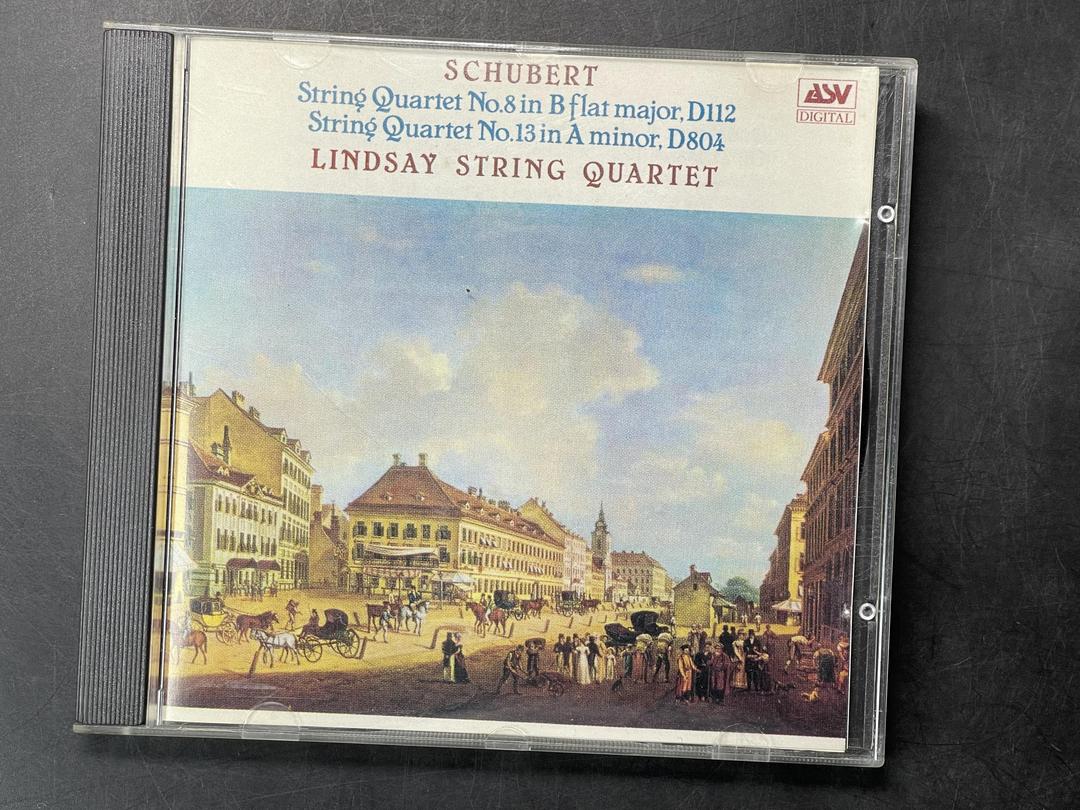 SCHUBERT
String Quartet No.8 in B flat major, D112
String Quartet No.13 in A minor, D804
LINDSAY STRING QUARTET
ASV
DIGITAL